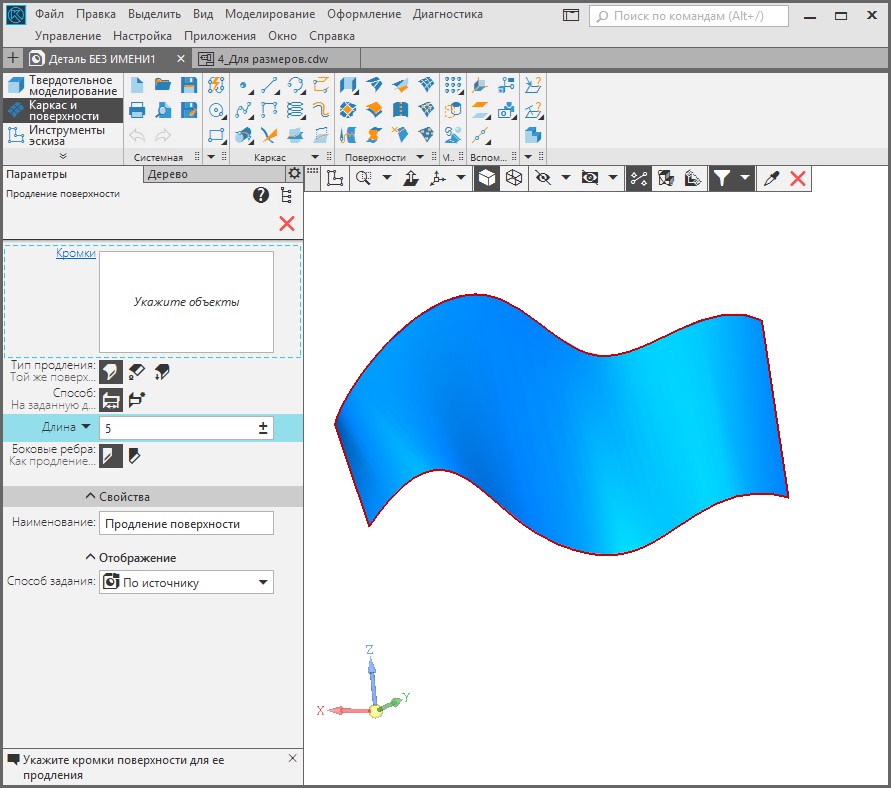 Файл Правка Выделить Вид Моделирование Оформление Диагностика
Поиск по командам (Alt+/)
Управление Настройка Приложения Окно Справка
Деталь БЕЗ ИМЕНИ1
4_Для размеров.cdw
Твердотельное
моделирование
Каркас и
поверхности
Инструменты
эскиза
Системная
Каркас
Поверхности
М..
Вспом...
Параметры
Дерево
Продление поверхности
Кромки
Укажите объекты
Тип продления:
Той же поверх...
Способ:
На заданную д...
Длина
5
Боковые ребра:
Как продление...
Свойства
Наименование:
Продление поверхности
Отображение
Способ задания:
По источнику
Z
Y
X
Укажите кромки поверхности для ее
продления